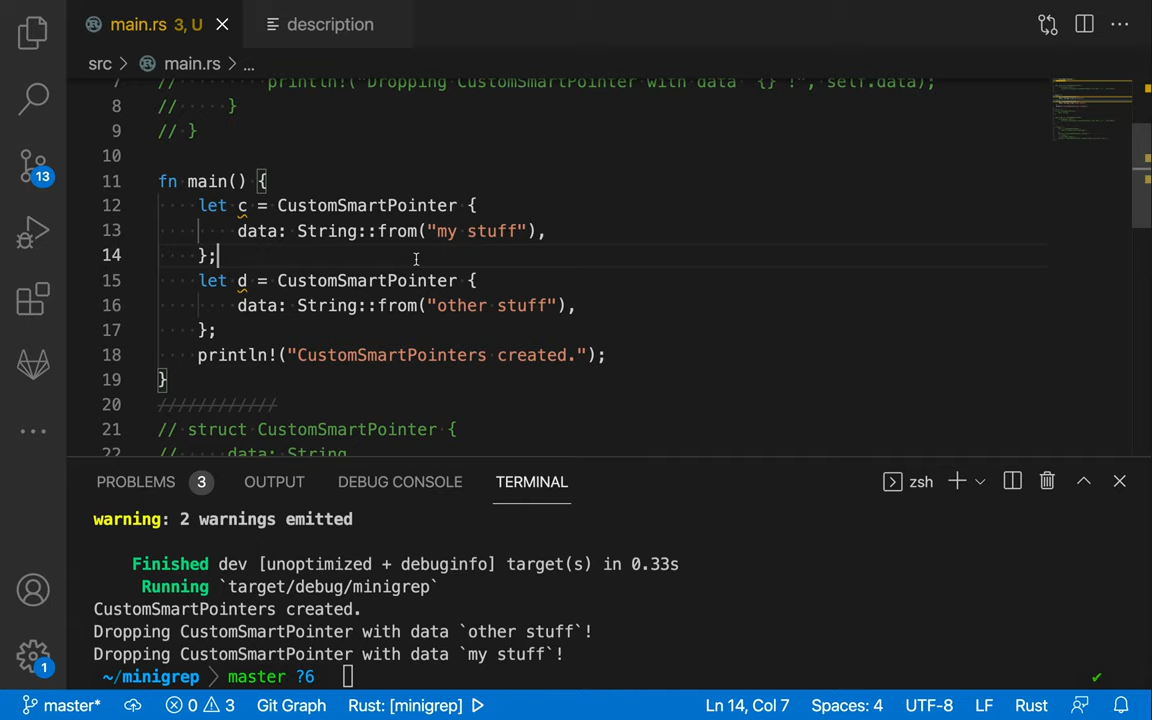 main.rs 3, U
description
src > main.rs > ...
7 // println!("Dropping CustomSmartPointer with data `{}`!", self.data);
8 // }
9 // }
10
11 fn main() {
12 let c = CustomSmartPointer {
13 data: String::from("my stuff"),
14 };
15 let d = CustomSmartPointer {
16 data: String::from("other stuff"),
17 };
18 println!("CustomSmartPointers created.");
19 }
20 ////////////
21 // struct CustomSmartPointer {
22 // data: String
13
PROBLEMS 3 OUTPUT DEBUG CONSOLE TERMINAL zsh
warning: 2 warnings emitted
Finished dev [unoptimized + debuginfo] target(s) in 0.33s
Running `target/debug/minigrep`
CustomSmartPointers created.
Dropping CustomSmartPointer with data `other stuff`!
Dropping CustomSmartPointer with data `my stuff`!
~/minigrep > master ?6
1
master* 0 3 Git Graph Rust: [minigrep] Ln 14, Col 7 Spaces: 4 UTF-8 LF Rust